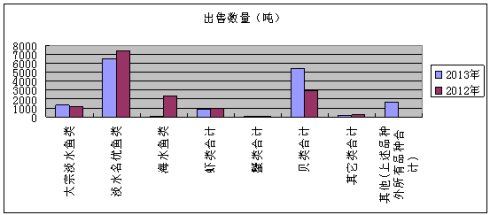 出售数量（吨）
8000
7000
6000
5000
4000
3000
2000
1000
0
2013年
2012年
大宗淡水鱼类
淡水名优鱼类
海水鱼类
虾类合计
蟹类合计
贝类合计
其它类合计
其他(上述品种
外所有品种合
计)